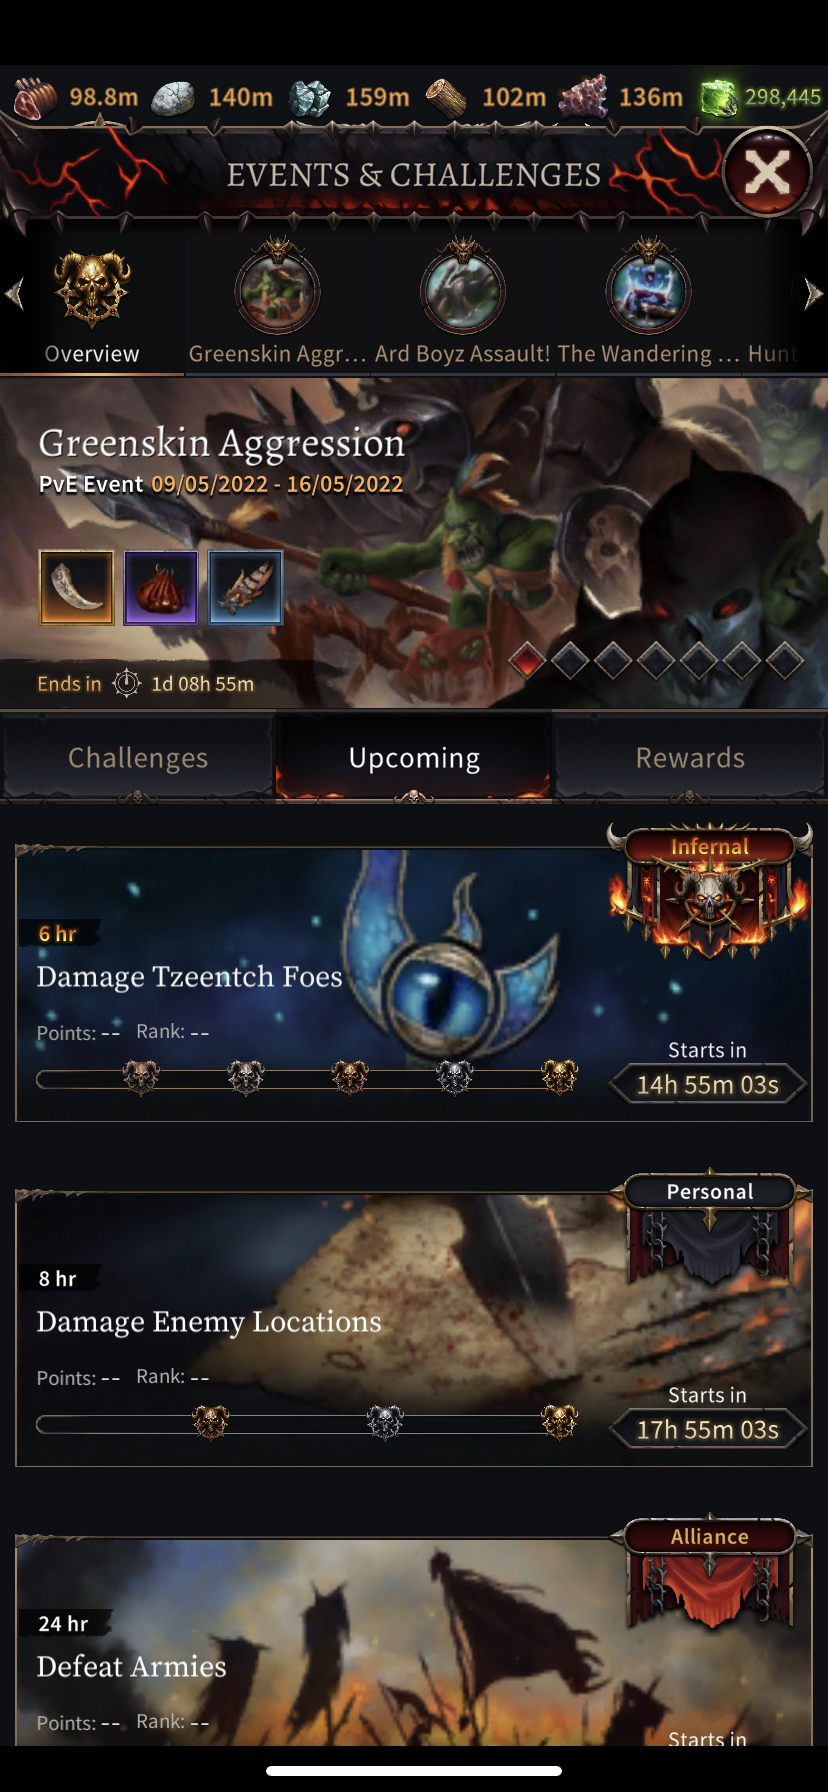 98.8m 140m 159m 102m 136m 298,445
EVENTS & CHALLENGES
Overview Greenskin Aggr... Ard Boyz Assault! The Wandering ... Hunt
Greenskin Aggression
PvE Event 09/05/2022 - 16/05/2022
Ends in 1d 08h 55m
Challenges Upcoming Rewards
Infernal
6 hr
Damage Tzeentch Foes
Points: -- Rank: --
Starts in
14h 55m 03s
Personal
8 hr
Damage Enemy Locations
Points: -- Rank: --
Starts in
17h 55m 03s
Alliance
24 hr
Defeat Armies
Points: -- Rank: --
Starts in